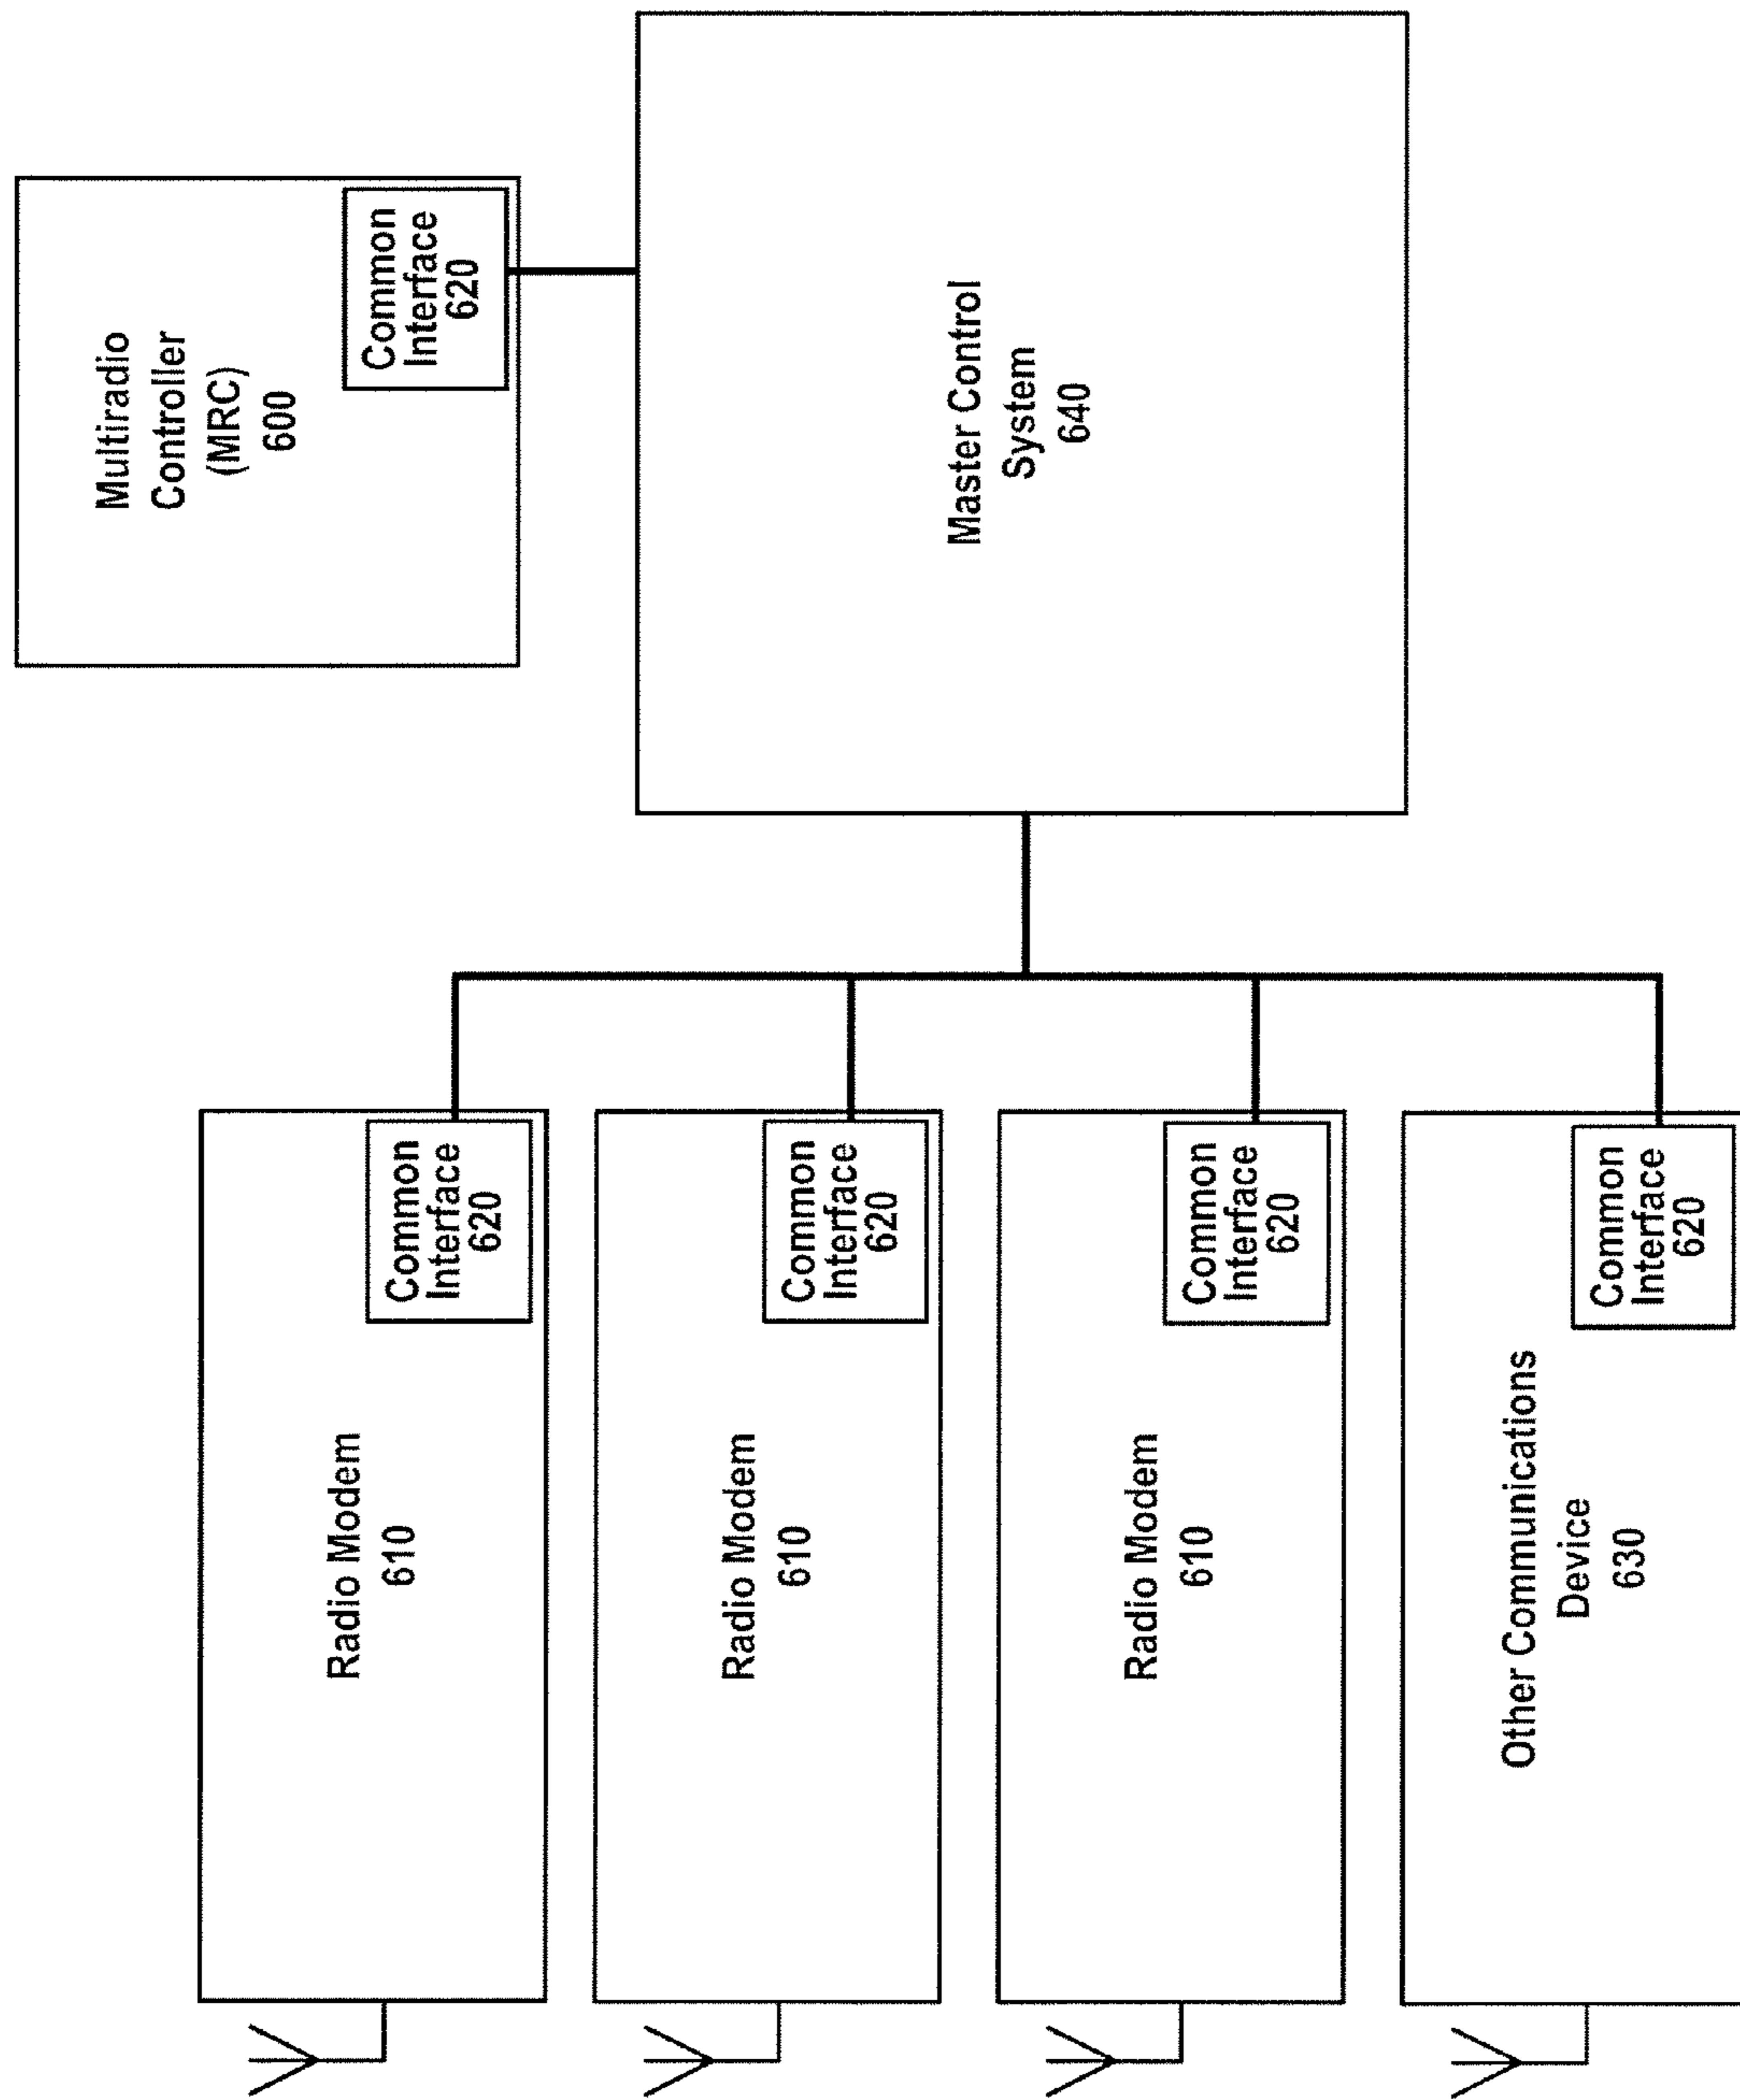 Multiradio
Controller
(MRC)
600
Common
Interface
620
Master Control
System
640
Radio Modem
610
Common
Interface
620
Radio Modem
610
Common
Interface
620
Radio Modem
610
Common
Interface
620
Other Communications
Device
630
Common
Interface
620